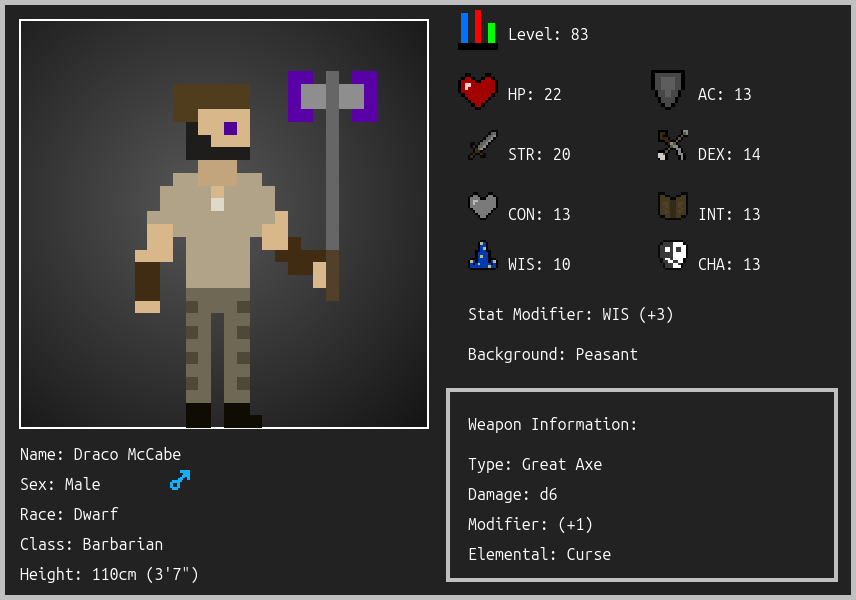 Level: 83
HP: 22
AC: 13
STR: 20
DEX: 14
CON: 13
INT: 13
WIS: 10
CHA: 13
Stat Modifier: WIS (+3)
Background: Peasant
Weapon Information:
Type: Great Axe
Damage: d6
Modifier: (+1)
Elemental: Curse
Name: Draco McCabe
Sex: Male
Race: Dwarf
Class: Barbarian
Height: 110cm (3'7")